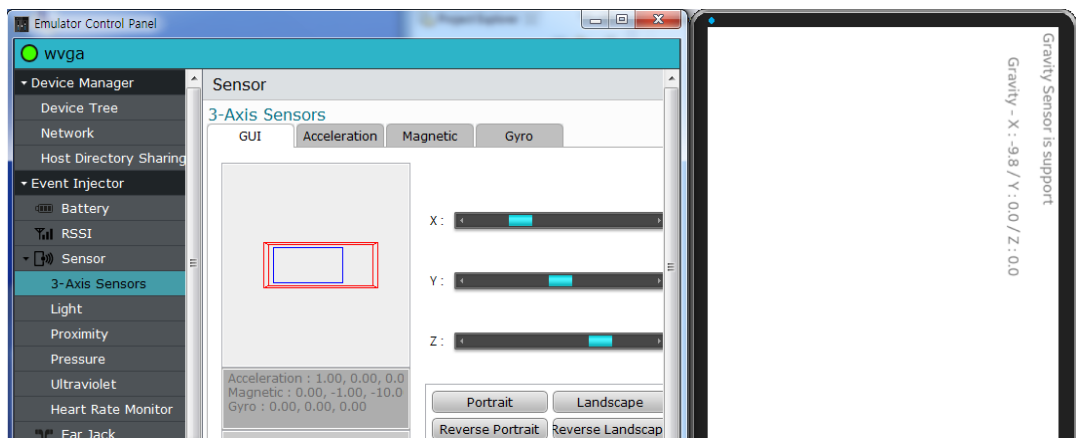 Emulator Control Panel
wvga
Device Manager
Device Tree
Network
Host Directory Sharing
Event Injector
Battery
RSSI
Sensor
3-Axis Sensors
Light
Proximity
Pressure
Ultraviolet
Heart Rate Monitor
Ear Jack
Sensor
3-Axis Sensors
GUI
Acceleration
Magnetic
Gyro
X :
Y :
Z :
Acceleration : 1.00, 0.00, 0.0
Magnetic : 0.00, -1.00, -10.0
Gyro : 0.00, 0.00, 0.00
Portrait
Landscape
Reverse Portrait
Reverse Landscap
Gravity Sensor is support
Gravity - X : -9.8 / Y : 0.0 / Z : 0.0